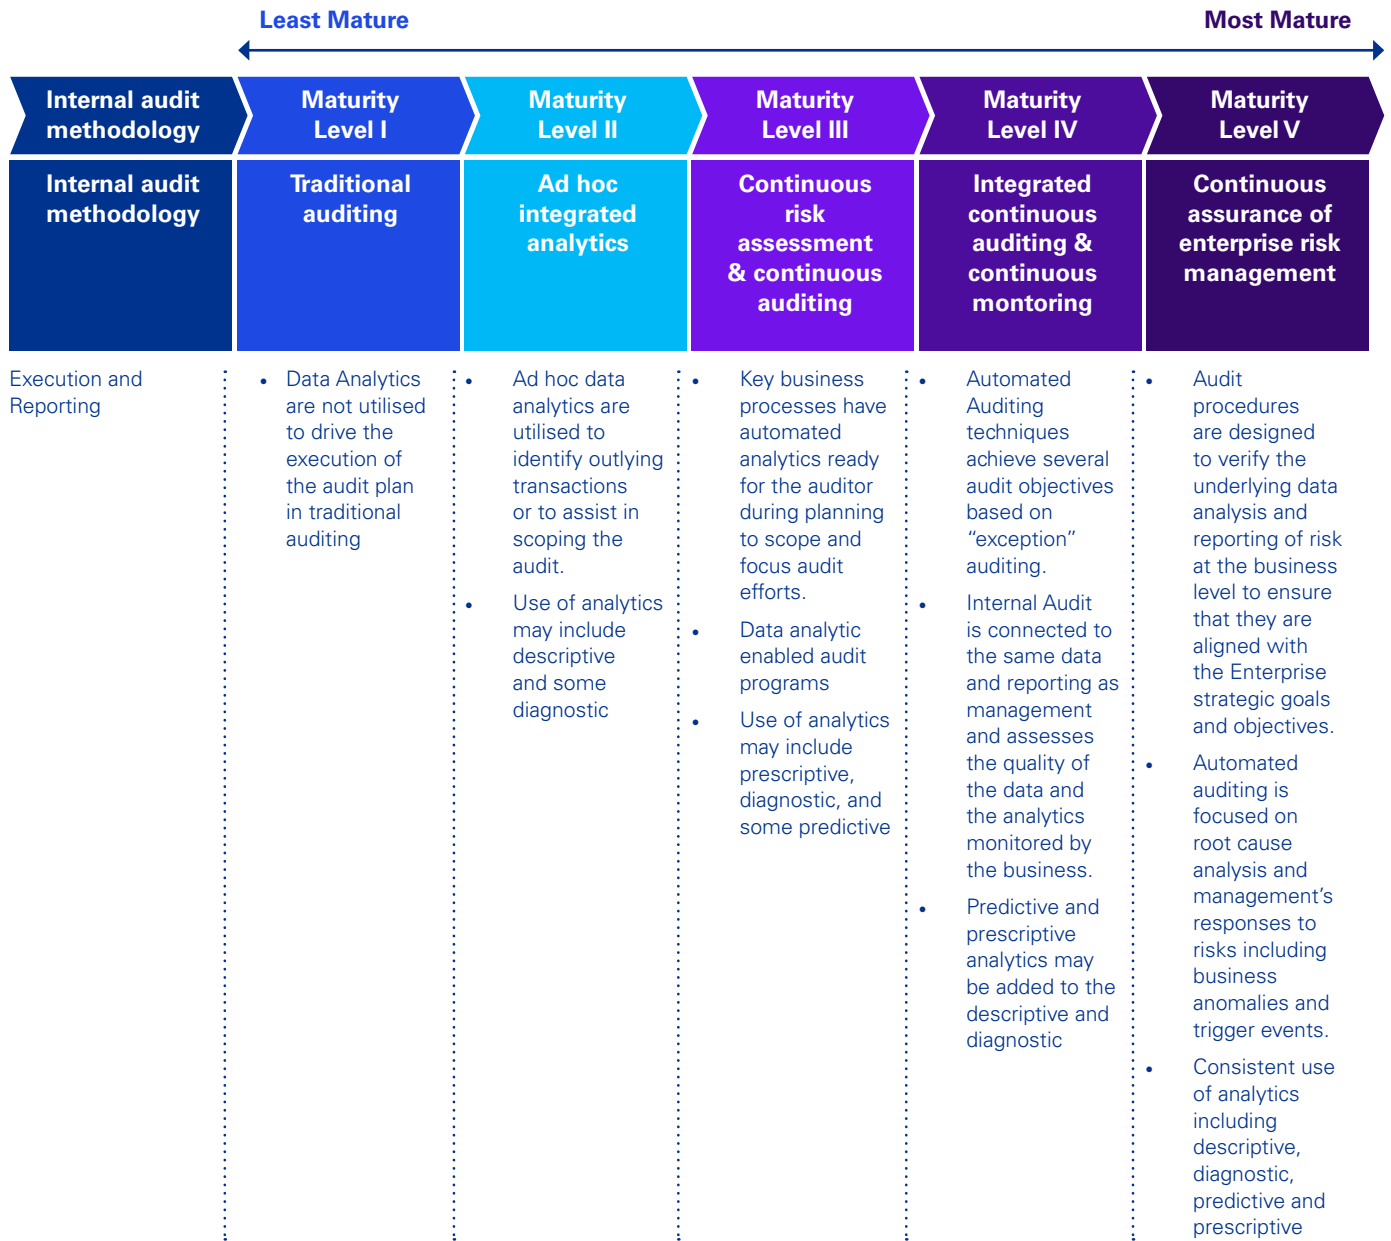 Least Mature
Most Mature
Internal audit
methodology
Maturity
Level I
Maturity
Level II
Maturity
Level III
Maturity
Level IV
Maturity
Level V
Internal audit
methodology
Traditional
auditing
Ad hoc
integrated
analytics
Continuous
risk
assessment
& continuous
auditing
Integrated
continuous
auditing &
continuous
montoring
Continuous
assurance of
enterprise risk
management
Execution and
Reporting
• Data Analytics
are not utilised
to drive the
execution of
the audit plan
in traditional
auditing
• Ad hoc data
analytics are
utilised to
identify outlying
transactions
or to assist in
scoping the
audit.
• Use of analytics
may include
descriptive
and some
diagnostic
• Key business
processes have
automated
analytics ready
for the auditor
during planning
to scope and
focus audit
efforts.
• Data analytic
enabled audit
programs
• Use of analytics
may include
prescriptive,
diagnostic, and
some predictive
• Automated
Auditing
techniques
achieve several
audit objectives
based on
“exception”
auditing.
• Internal Audit
is connected to
the same data
and reporting as
management
and assesses
the quality of
the data and
the analytics
monitored by
the business.
• Predictive and
prescriptive
analytics may
be added to the
descriptive and
diagnostic
• Audit
procedures
are designed
to verify the
underlying data
analysis and
reporting of risk
at the business
level to ensure
that they are
aligned with
the Enterprise
strategic goals
and objectives.
• Automated
auditing is
focused on
root cause
analysis and
management’s
responses to
risks including
business
anomalies and
trigger events.
• Consistent use
of analytics
including
descriptive,
diagnostic,
predictive and
prescriptive